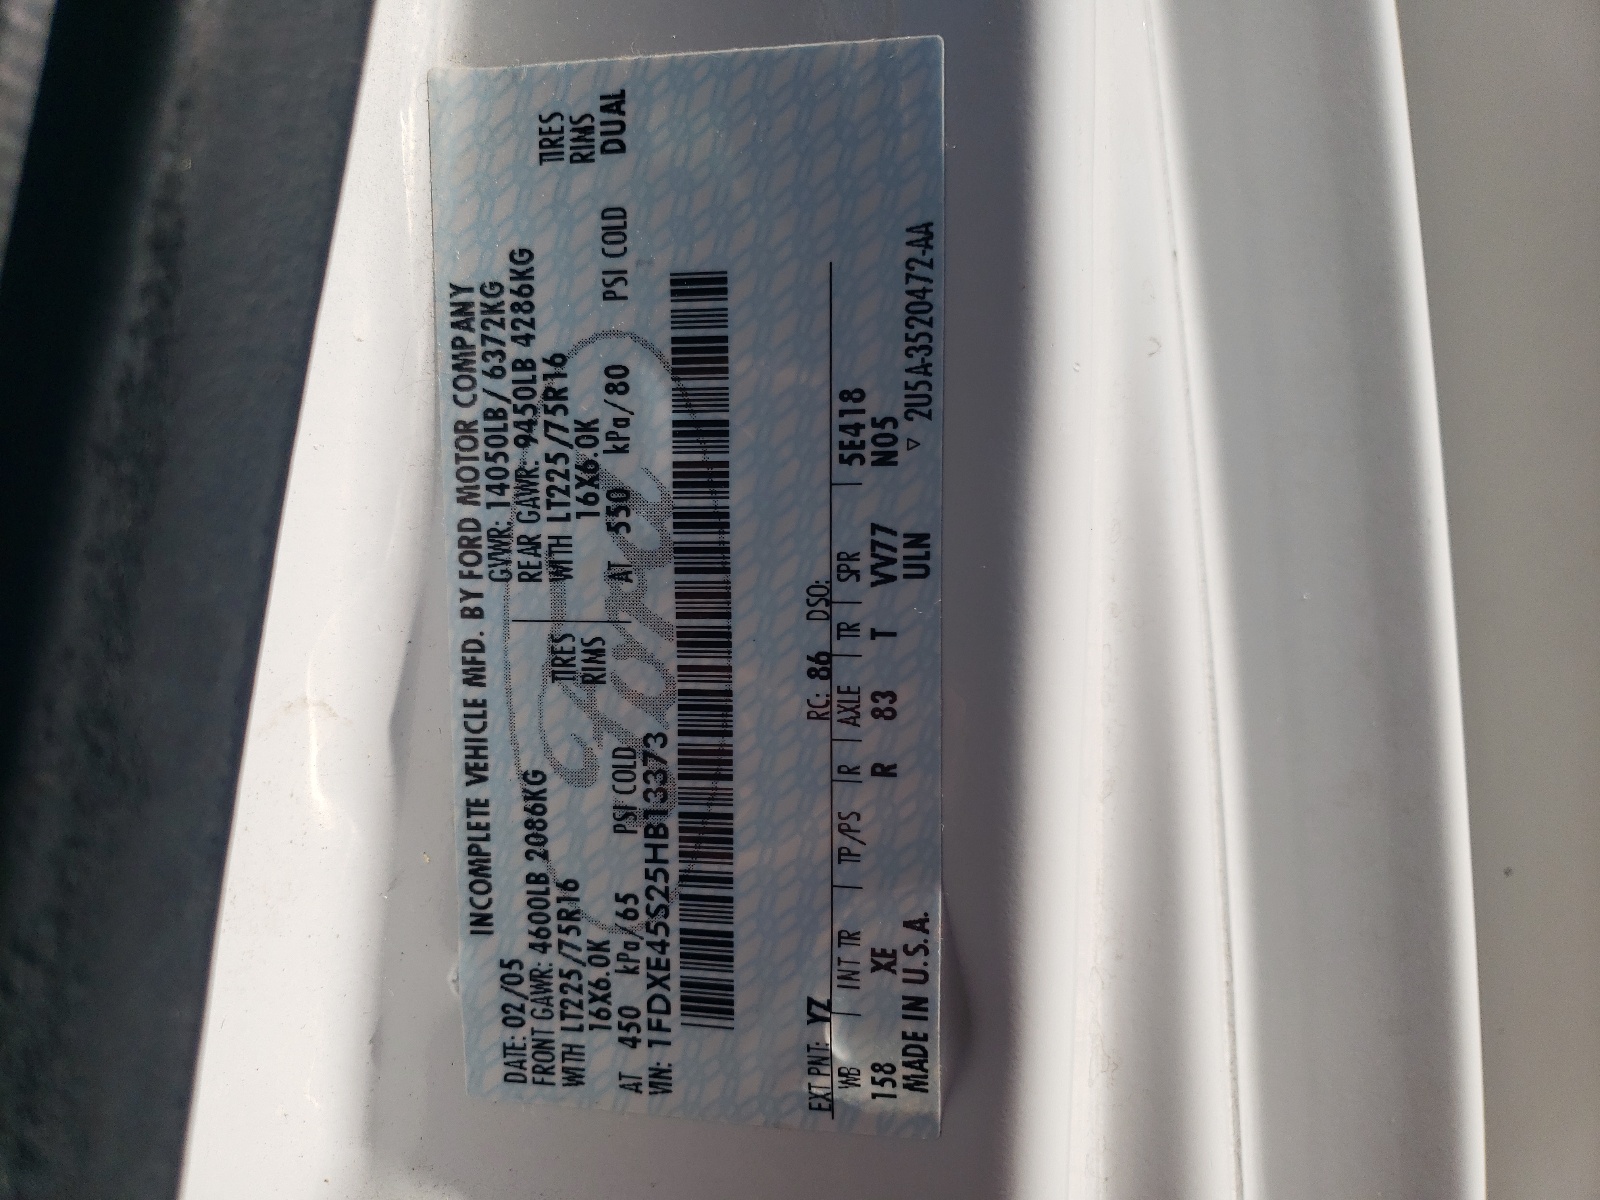 INCOMPLETE VEHICLE MFD. BY FORD MOTOR COMPANY
DATE: 02/05 GVWR: 14050LB/6372KG
FRONT GAWR: 4600LB 2086KG REAR GAWR: 9450LB 4286KG
WITH LT225/75R16 TIRES WITH LT225/75R16 TIRES
16X6.0K RIMS 16X6.0K RIMS
AT 450 kPa/65 PSI COLD AT 550 kPa/80 PSI COLD DUAL
VIN: 1FDXE45S25HB13373
Ford
EXT PNT: YZ RC: 86 DSO:
WB INT TR TP/PS R AXLE TR SPR 5E418
158 XE R 83 T VV77 N05
MADE IN U.S.A. ULN ▽ 2U5A-3520472-AA